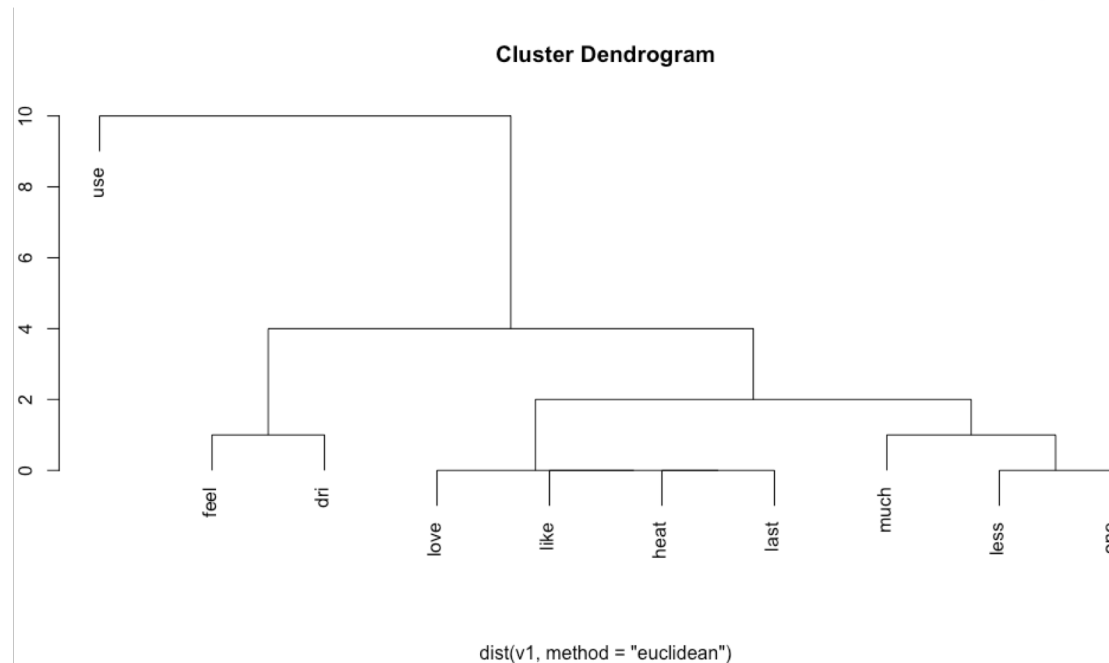 Cluster Dendrogram
10
8
6
4
2
0
use
feel
dri
love
like
heat
last
much
less
dist(v1, method = "euclidean")